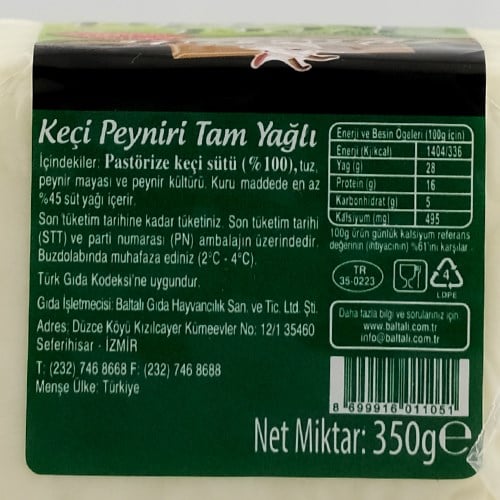 Keçi Peyniri Tam Yağlı
İçindekiler: Pastörize keçi sütü (%100), tuz,
peynir mayası ve peynir kültürü. Kuru maddede en az
%45 süt yağı içerir.
Son tüketim tarihine kadar tüketiniz. Son tüketim tarihi
(STT) ve parti numarası (PN) ambalajın üzerindedir.
Buzdolabında muhafaza ediniz (2°C - 4°C).
Türk Gıda Kodeksi'ne uygundur.
Gıda İşletmecisi: Baltalı Gıda Hayvancılık San. ve Tic. Ltd. Şti.
Adres: Düzce Köyü Kızılcayer Kümeevler No: 12/1 35460
Seferihisar - İZMİR
T: (232) 746 8668 F: (232) 746 8688
Menşe Ülke: Türkiye
Enerji ve Besin Ögeleri (100g için)
Enerji (Kj/kcal) 1404/336
Yağ (g) 28
Protein (g) 16
Karbonhidrat (g) 5
Kalsiyum (mg) 495
100g ürün günlük kalsiyum referans
değerinin (ihtiyacının) %61'ini karşılar.
TR
35-0223
4
LDPE
Daha fazla bilgi ve sorularınız için
www.baltali.com.tr
info@baltali.com.tr
8 699916 011051
Net Miktar: 350g e